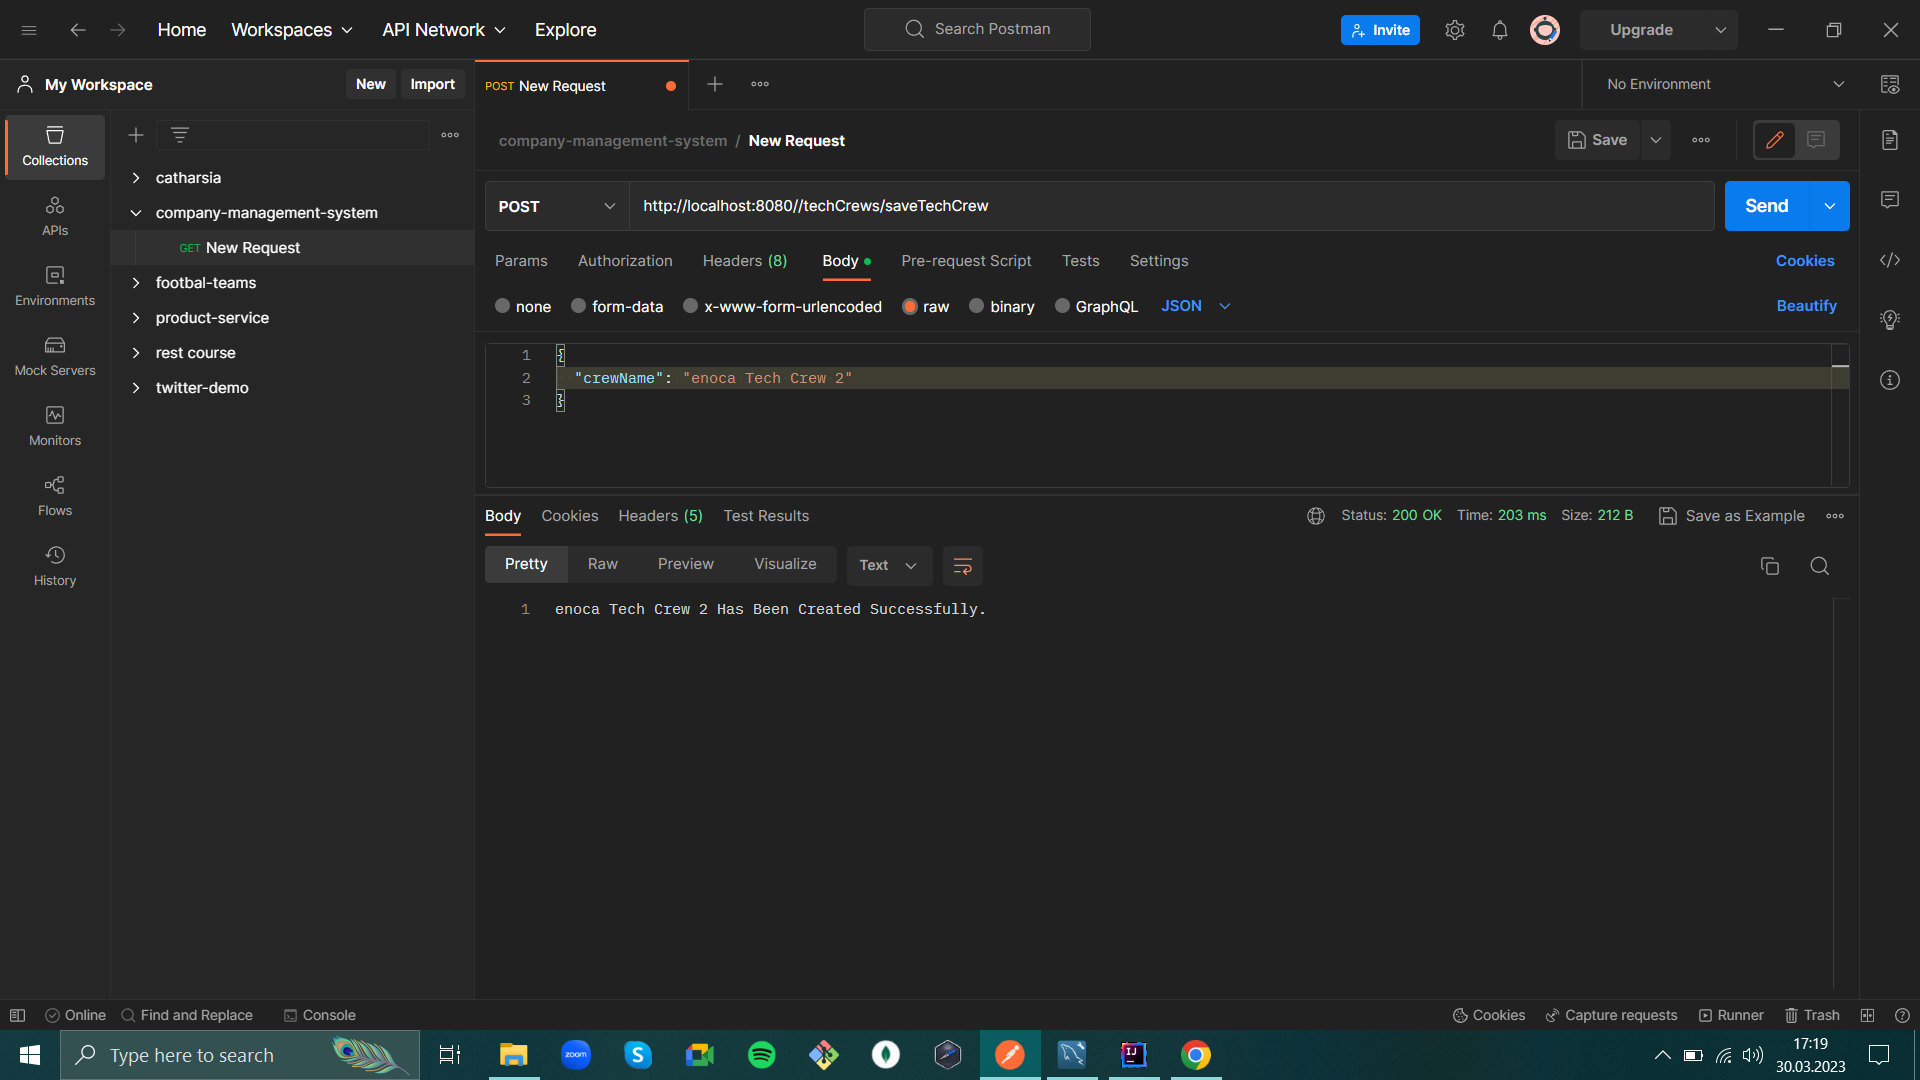 Home Workspaces API Network Explore Search Postman Invite Upgrade
My Workspace New Import POST New Request No Environment
Collections
APIs
Environments
Mock Servers
Monitors
Flows
History
catharsia
company-management-system
GET New Request
footbal-teams
product-service
rest course
twitter-demo
company-management-system / New Request Save
POST http://localhost:8080//techCrews/saveTechCrew Send
Params Authorization Headers (8) Body Pre-request Script Tests Settings Cookies
none form-data x-www-form-urlencoded raw binary GraphQL JSON Beautify
1 {
2 "crewName": "enoca Tech Crew 2"
3 }
Body Cookies Headers (5) Test Results Status: 200 OK Time: 203 ms Size: 212 B Save as Example
Pretty Raw Preview Visualize Text
1 enoca Tech Crew 2 Has Been Created Successfully.
Online Find and Replace Console Cookies Capture requests Runner Trash
Type here to search zoom S IJ 17:19
30.03.2023